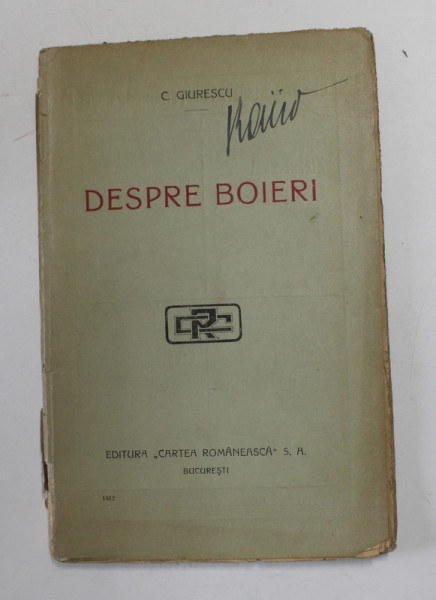 C. GIURESCU
DESPRE BOIERI
EDITURA „CARTEA ROMÂNEASCĂ" S. A.
BUCUREȘTI